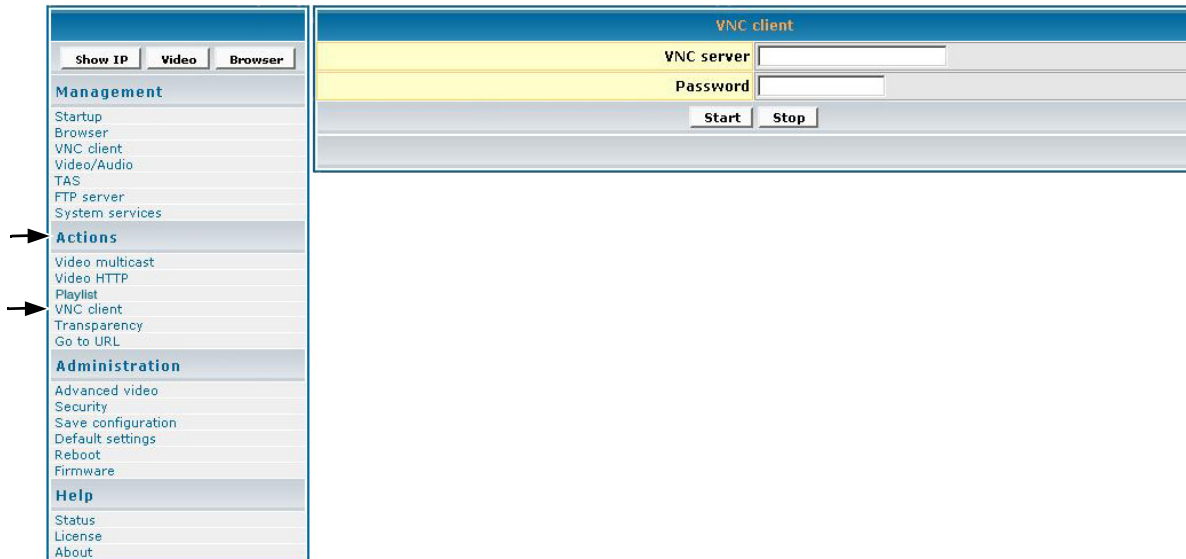 Show IP Video Browser
Management
Startup
Browser
VNC client
Video/Audio
TAS
FTP server
System services
Actions
Video multicast
Video HTTP
Playlist
VNC client
Transparency
Go to URL
Administration
Advanced video
Security
Save configuration
Default settings
Reboot
Firmware
Help
Status
License
About
VNC client
VNC server
Password
Start Stop